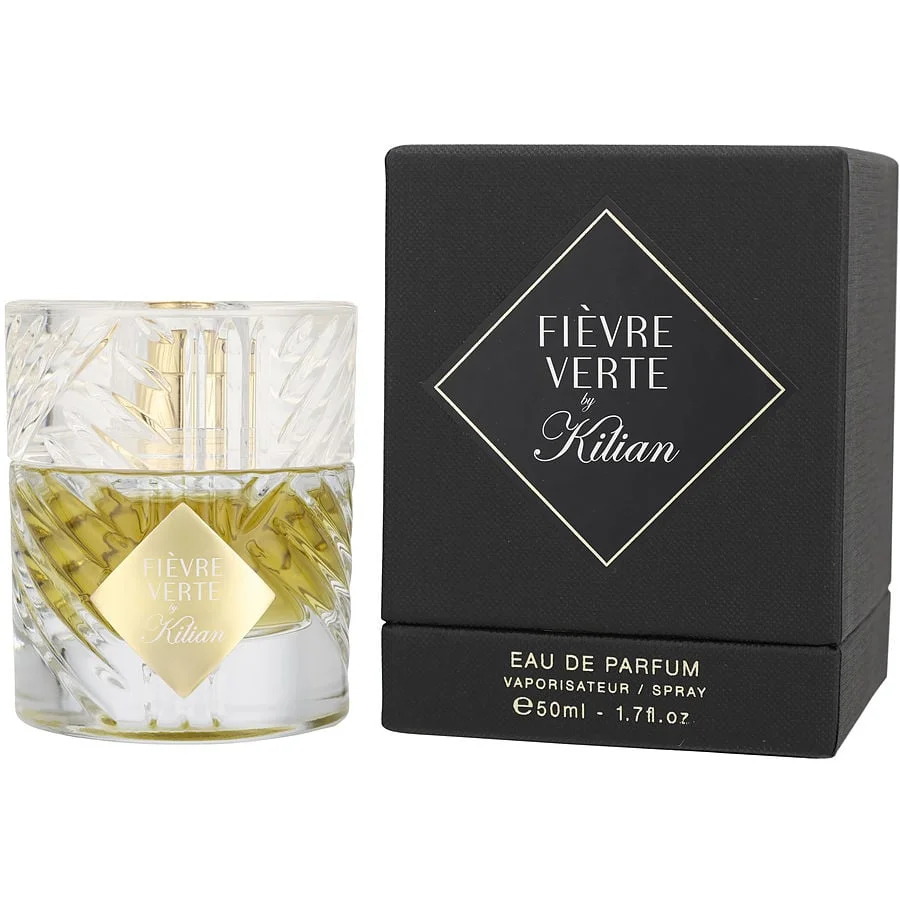 FIÈVRE
VERTE
by
Kilian
FIÈVRE
VERTE
by
Kilian
EAU DE PARFUM
VAPORISATEUR / SPRAY
℮50ml - 1.7fl.oz